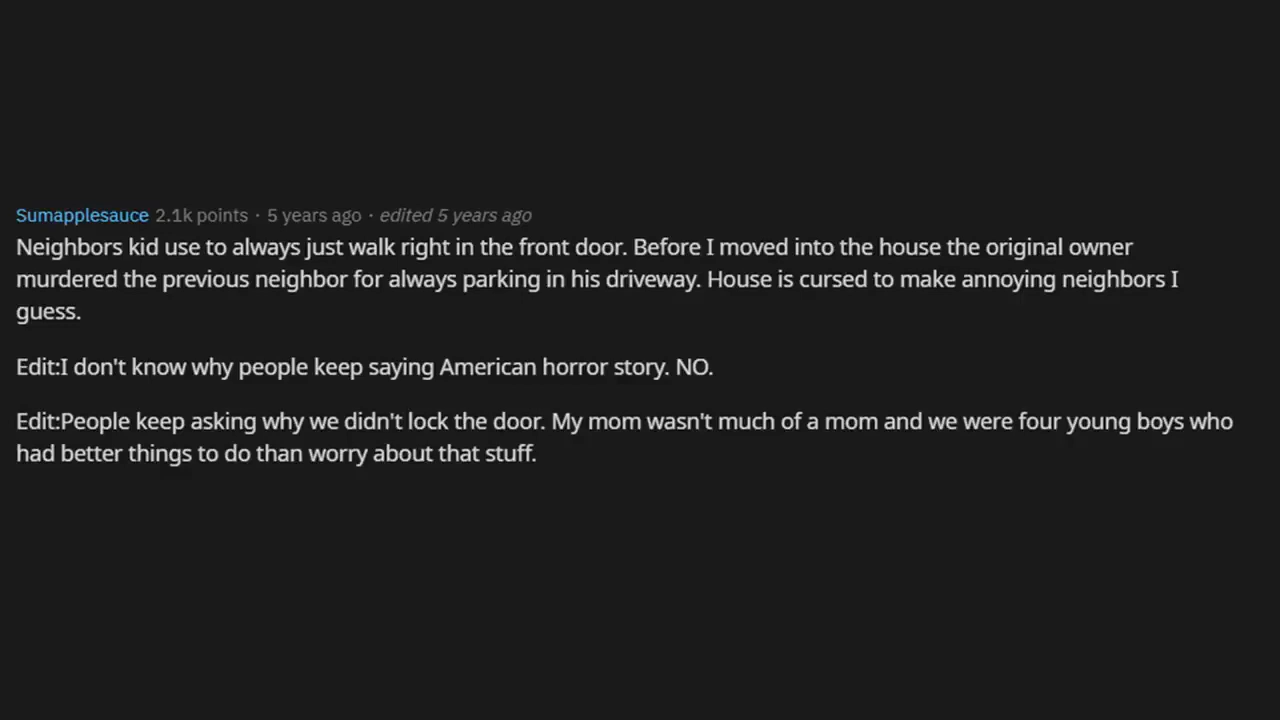 Sumapplesauce 2.1k points · 5 years ago · edited 5 years ago
Neighbors kid use to always just walk right in the front door. Before I moved into the house the original owner
murdered the previous neighbor for always parking in his driveway. House is cursed to make annoying neighbors I
guess.
Edit:I don't know why people keep saying American horror story. NO.
Edit:People keep asking why we didn't lock the door. My mom wasn't much of a mom and we were four young boys who
had better things to do than worry about that stuff.